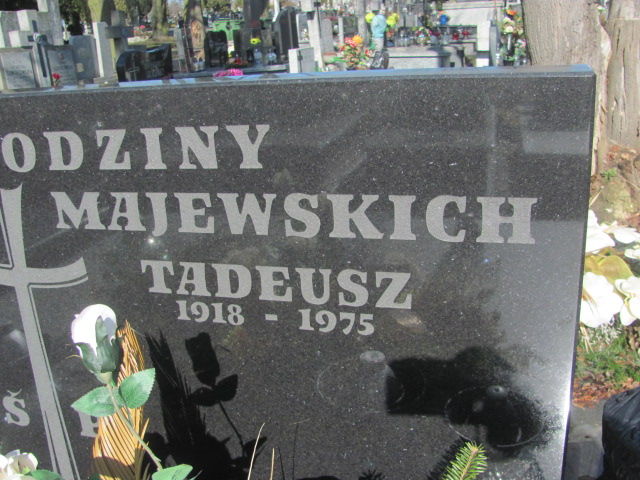 ODZINY
MAJEWSKICH
TADEUSZ
1918 - 1975
Ś